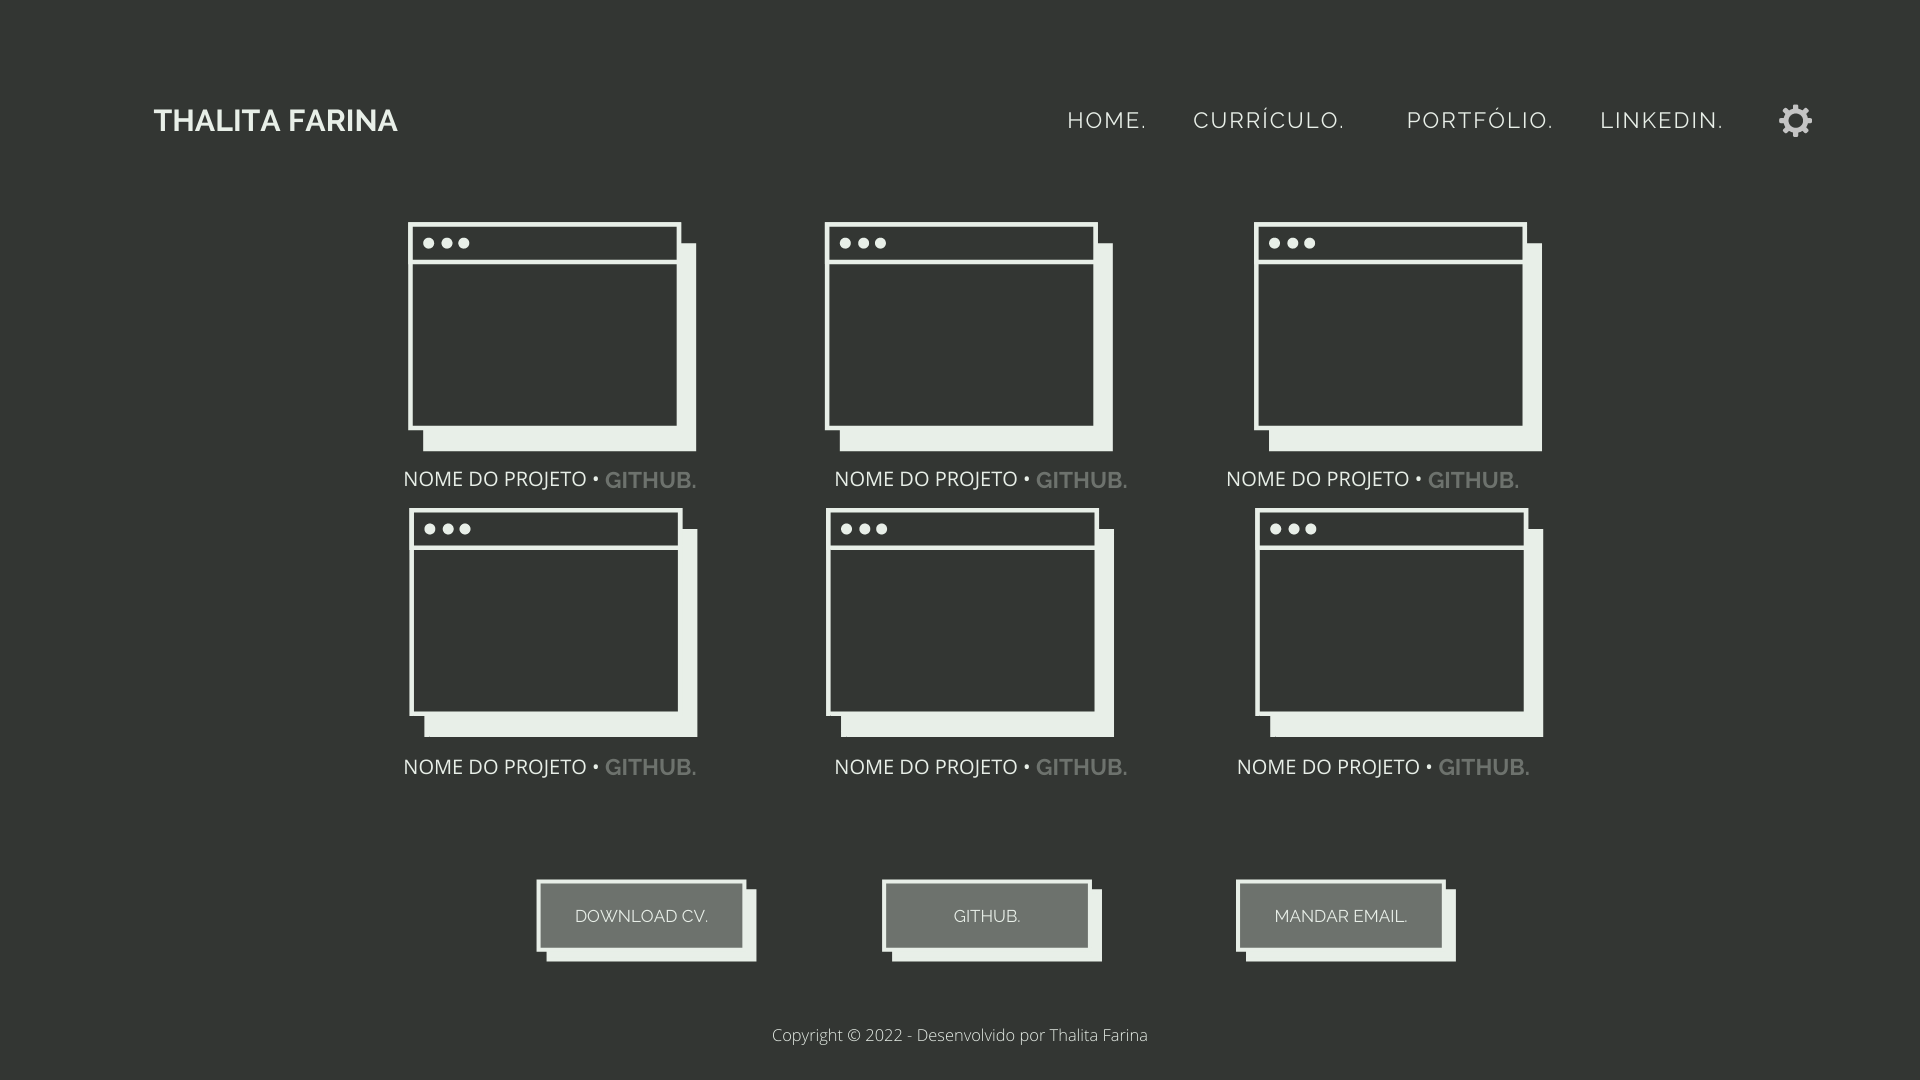 THALITA FARINA HOME. CURRÍCULO. PORTFÓLIO. LINKEDIN.
NOME DO PROJETO • GITHUB. NOME DO PROJETO • GITHUB. NOME DO PROJETO • GITHUB.
NOME DO PROJETO • GITHUB. NOME DO PROJETO • GITHUB. NOME DO PROJETO • GITHUB.
DOWNLOAD CV. GITHUB. MANDAR EMAIL.
Copyright © 2022 - Desenvolvido por Thalita Farina